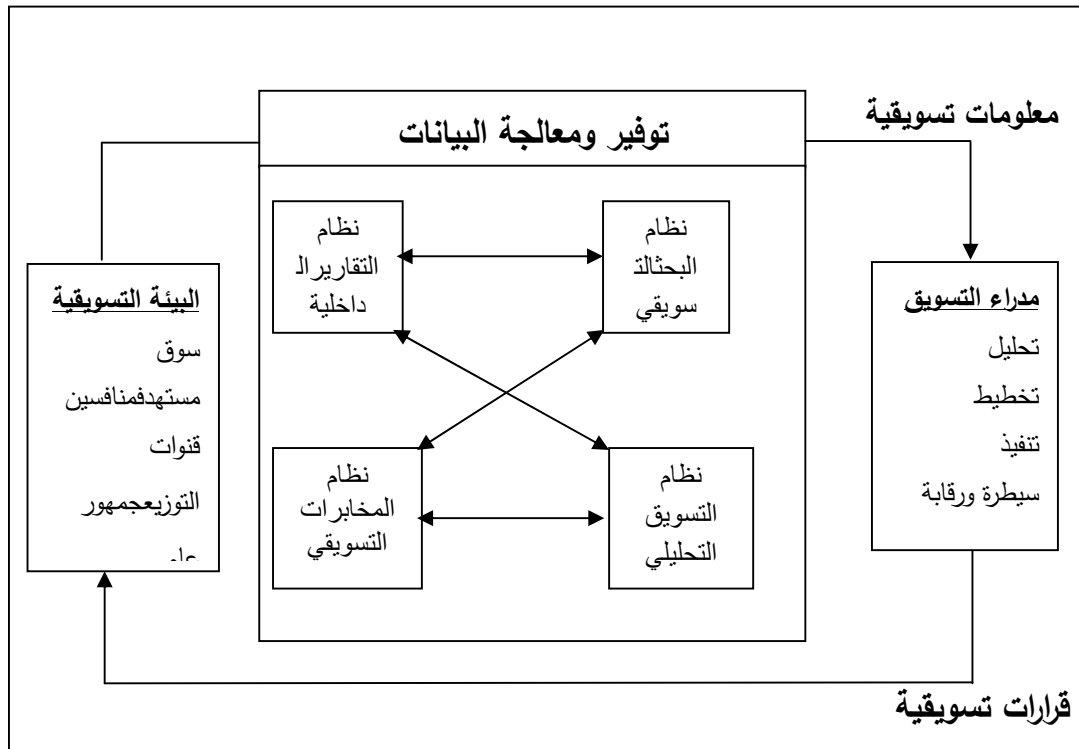 معلومات تسويقية
توفير ومعالجة البيانات
نظام
البحثالت
سويقي
نظام
التقاريرال
داخلية
مدراء التسويق
تحليل
تخطيط
تنفيذ
سيطرة ورقابة
البيئة التسويقية
سوق
مستهدفمنافسين
قنوات
التوزيعجمهور
نظام
التسويق
التحليلي
نظام
المخابرات
التسويقي
قرارات تسويقية